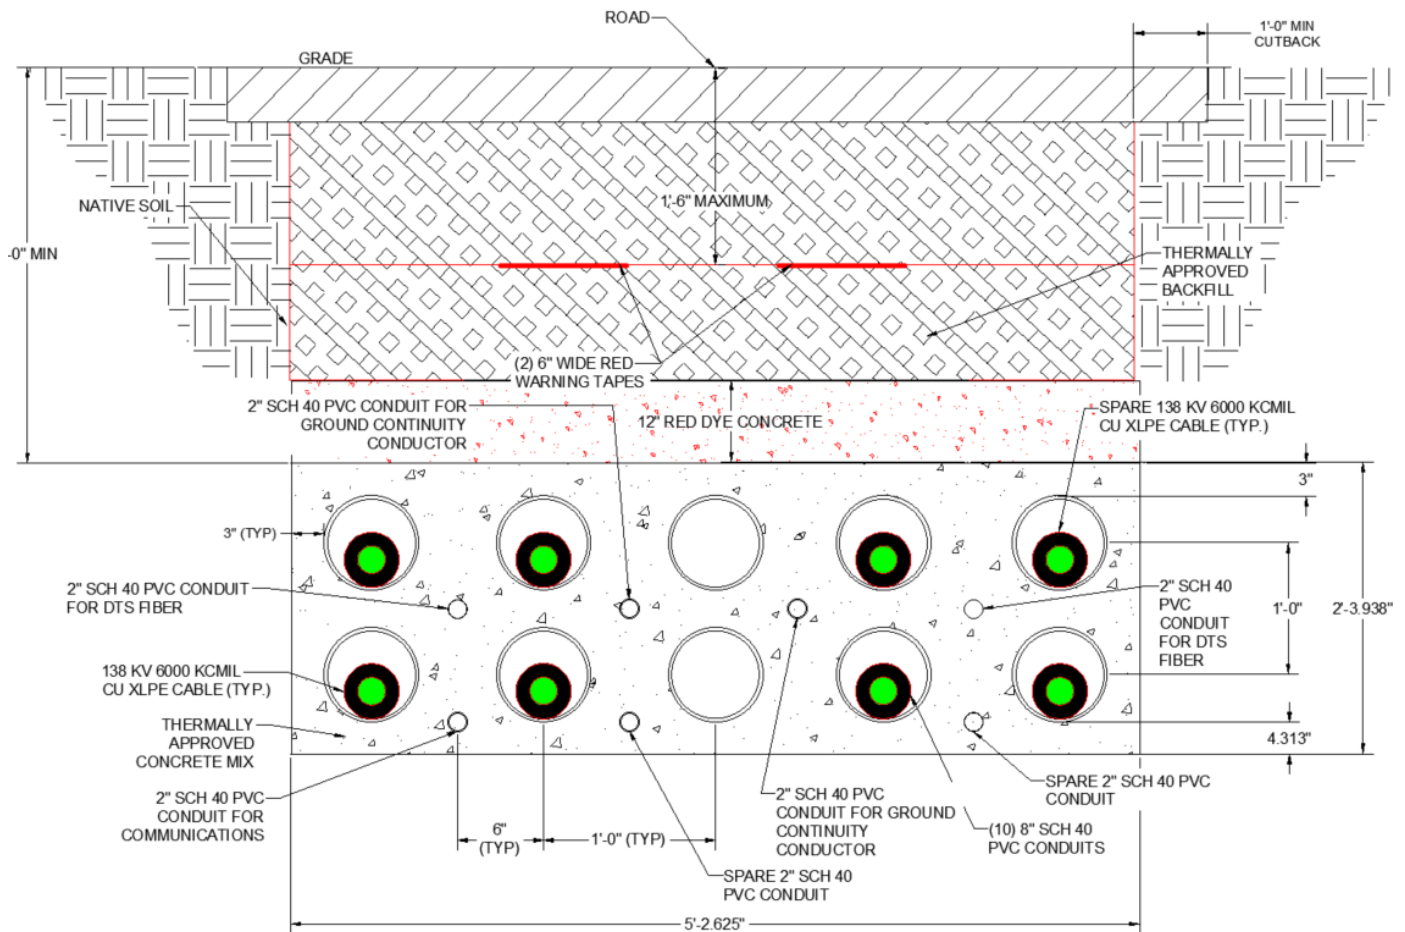 ROAD
1'-0" MIN
CUTBACK
GRADE
NATIVE SOIL
1'-6" MAXIMUM
-0" MIN
THERMALLY
APPROVED
BACKFILL
(2) 6" WIDE RED
WARNING TAPES
2" SCH 40 PVC CONDUIT FOR
GROUND CONTINUITY
CONDUCTOR
12" RED DYE CONCRETE
SPARE 138 KV 6000 KCMIL
CU XLPE CABLE (TYP.)
3"
3" (TYP)
2" SCH 40 PVC CONDUIT
FOR DTS FIBER
2" SCH 40
PVC
CONDUIT
FOR DTS
FIBER
1'-0"
2'-3.938"
138 KV 6000 KCMIL
CU XLPE CABLE (TYP.)
THERMALLY
APPROVED
CONCRETE MIX
4.313"
2" SCH 40 PVC
CONDUIT FOR
COMMUNICATIONS
6"
(TYP)
1'-0" (TYP)
2" SCH 40 PVC
CONDUIT FOR GROUND
CONTINUITY
CONDUCTOR
SPARE 2" SCH 40 PVC
CONDUIT
(10) 8" SCH 40
PVC CONDUITS
SPARE 2" SCH 40
PVC CONDUIT
5'-2.625"